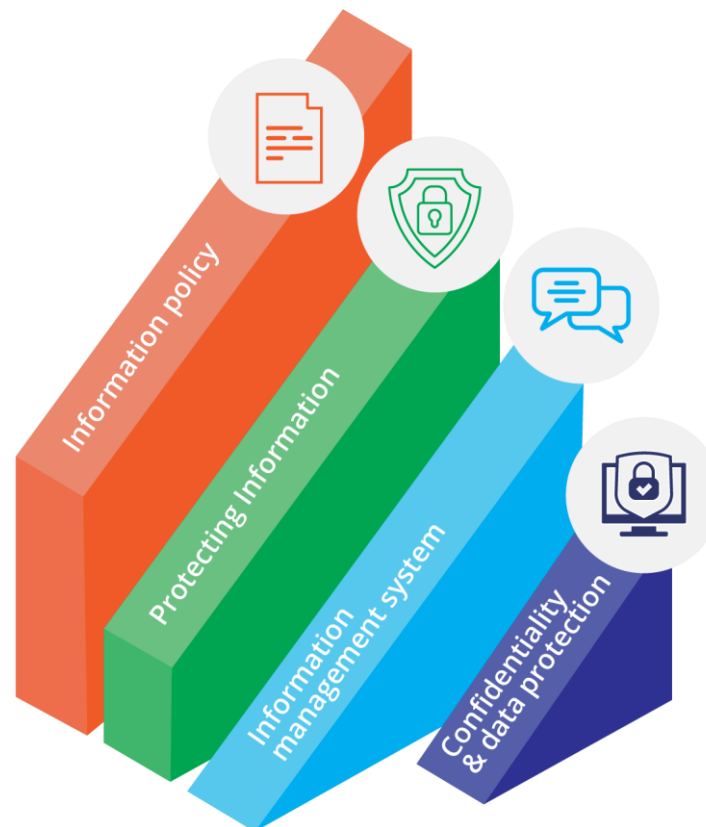 Information policy
Protecting Information
Information
management system
Confidentiality
& data protection